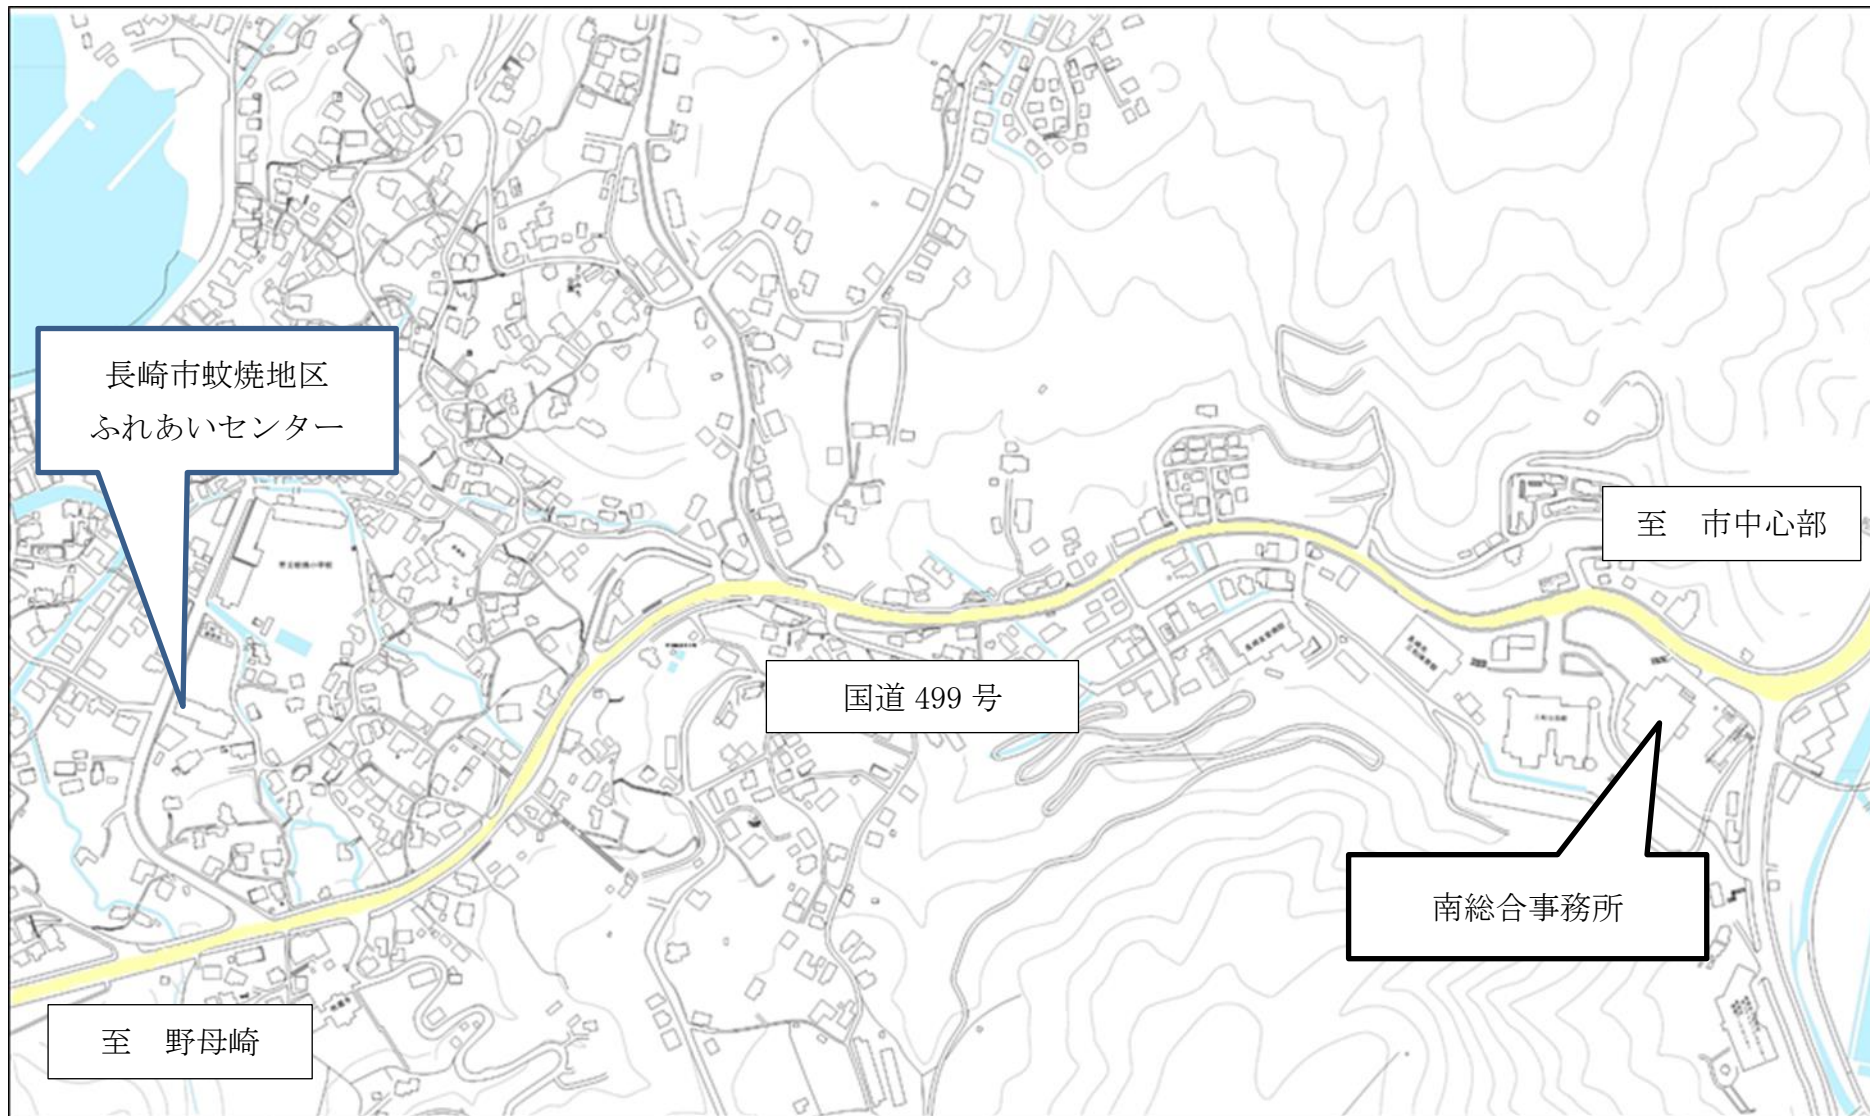 長崎市蚊焼地区
ふれあいセンター
至　市中心部
国道 499 号
南総合事務所
至　野母崎